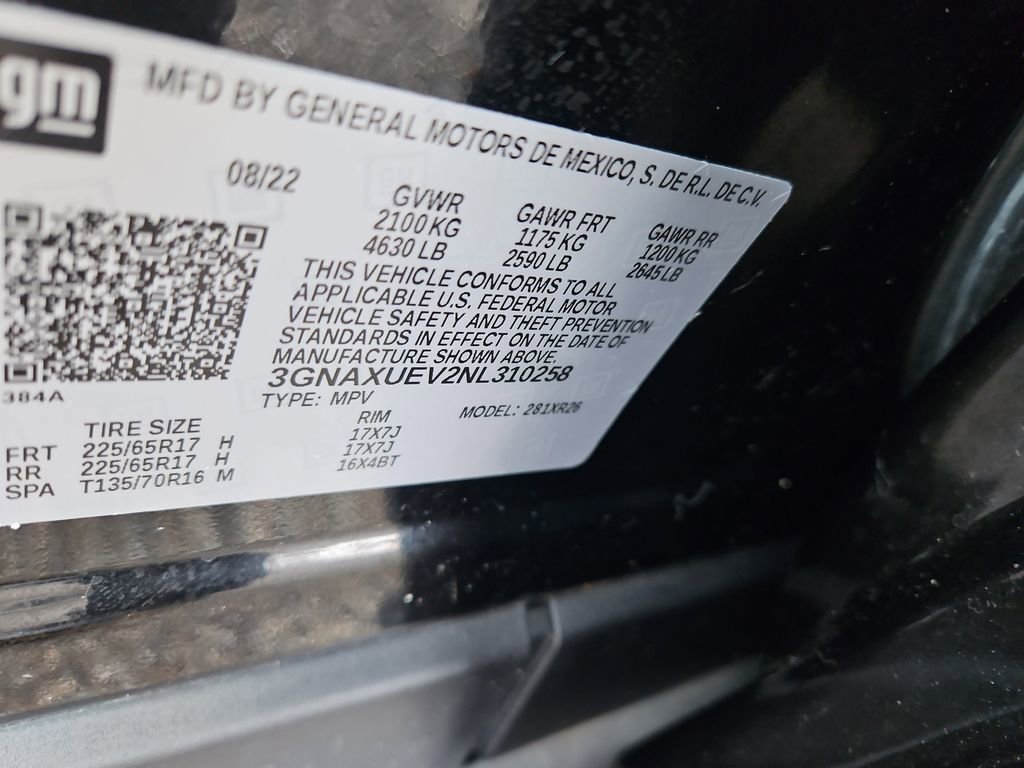 gm
MFD BY GENERAL MOTORS DE MEXICO, S. DE R.L. DE C.V.
08/22
GVWR GAWR FRT GAWR RR
2100 KG 1175 KG 1200 KG
4630 LB 2590 LB 2645 LB
THIS VEHICLE CONFORMS TO ALL
APPLICABLE U.S. FEDERAL MOTOR
VEHICLE SAFETY AND THEFT PREVENTION
STANDARDS IN EFFECT ON THE DATE OF
MANUFACTURE SHOWN ABOVE.
3GNAXUEV2NL310258
384A
TYPE: MPV MODEL: 281XR26
TIRE SIZE RIM
FRT 225/65R17 H 17X7J
RR 225/65R17 H 17X7J
SPA T135/70R16 M 16X4BT